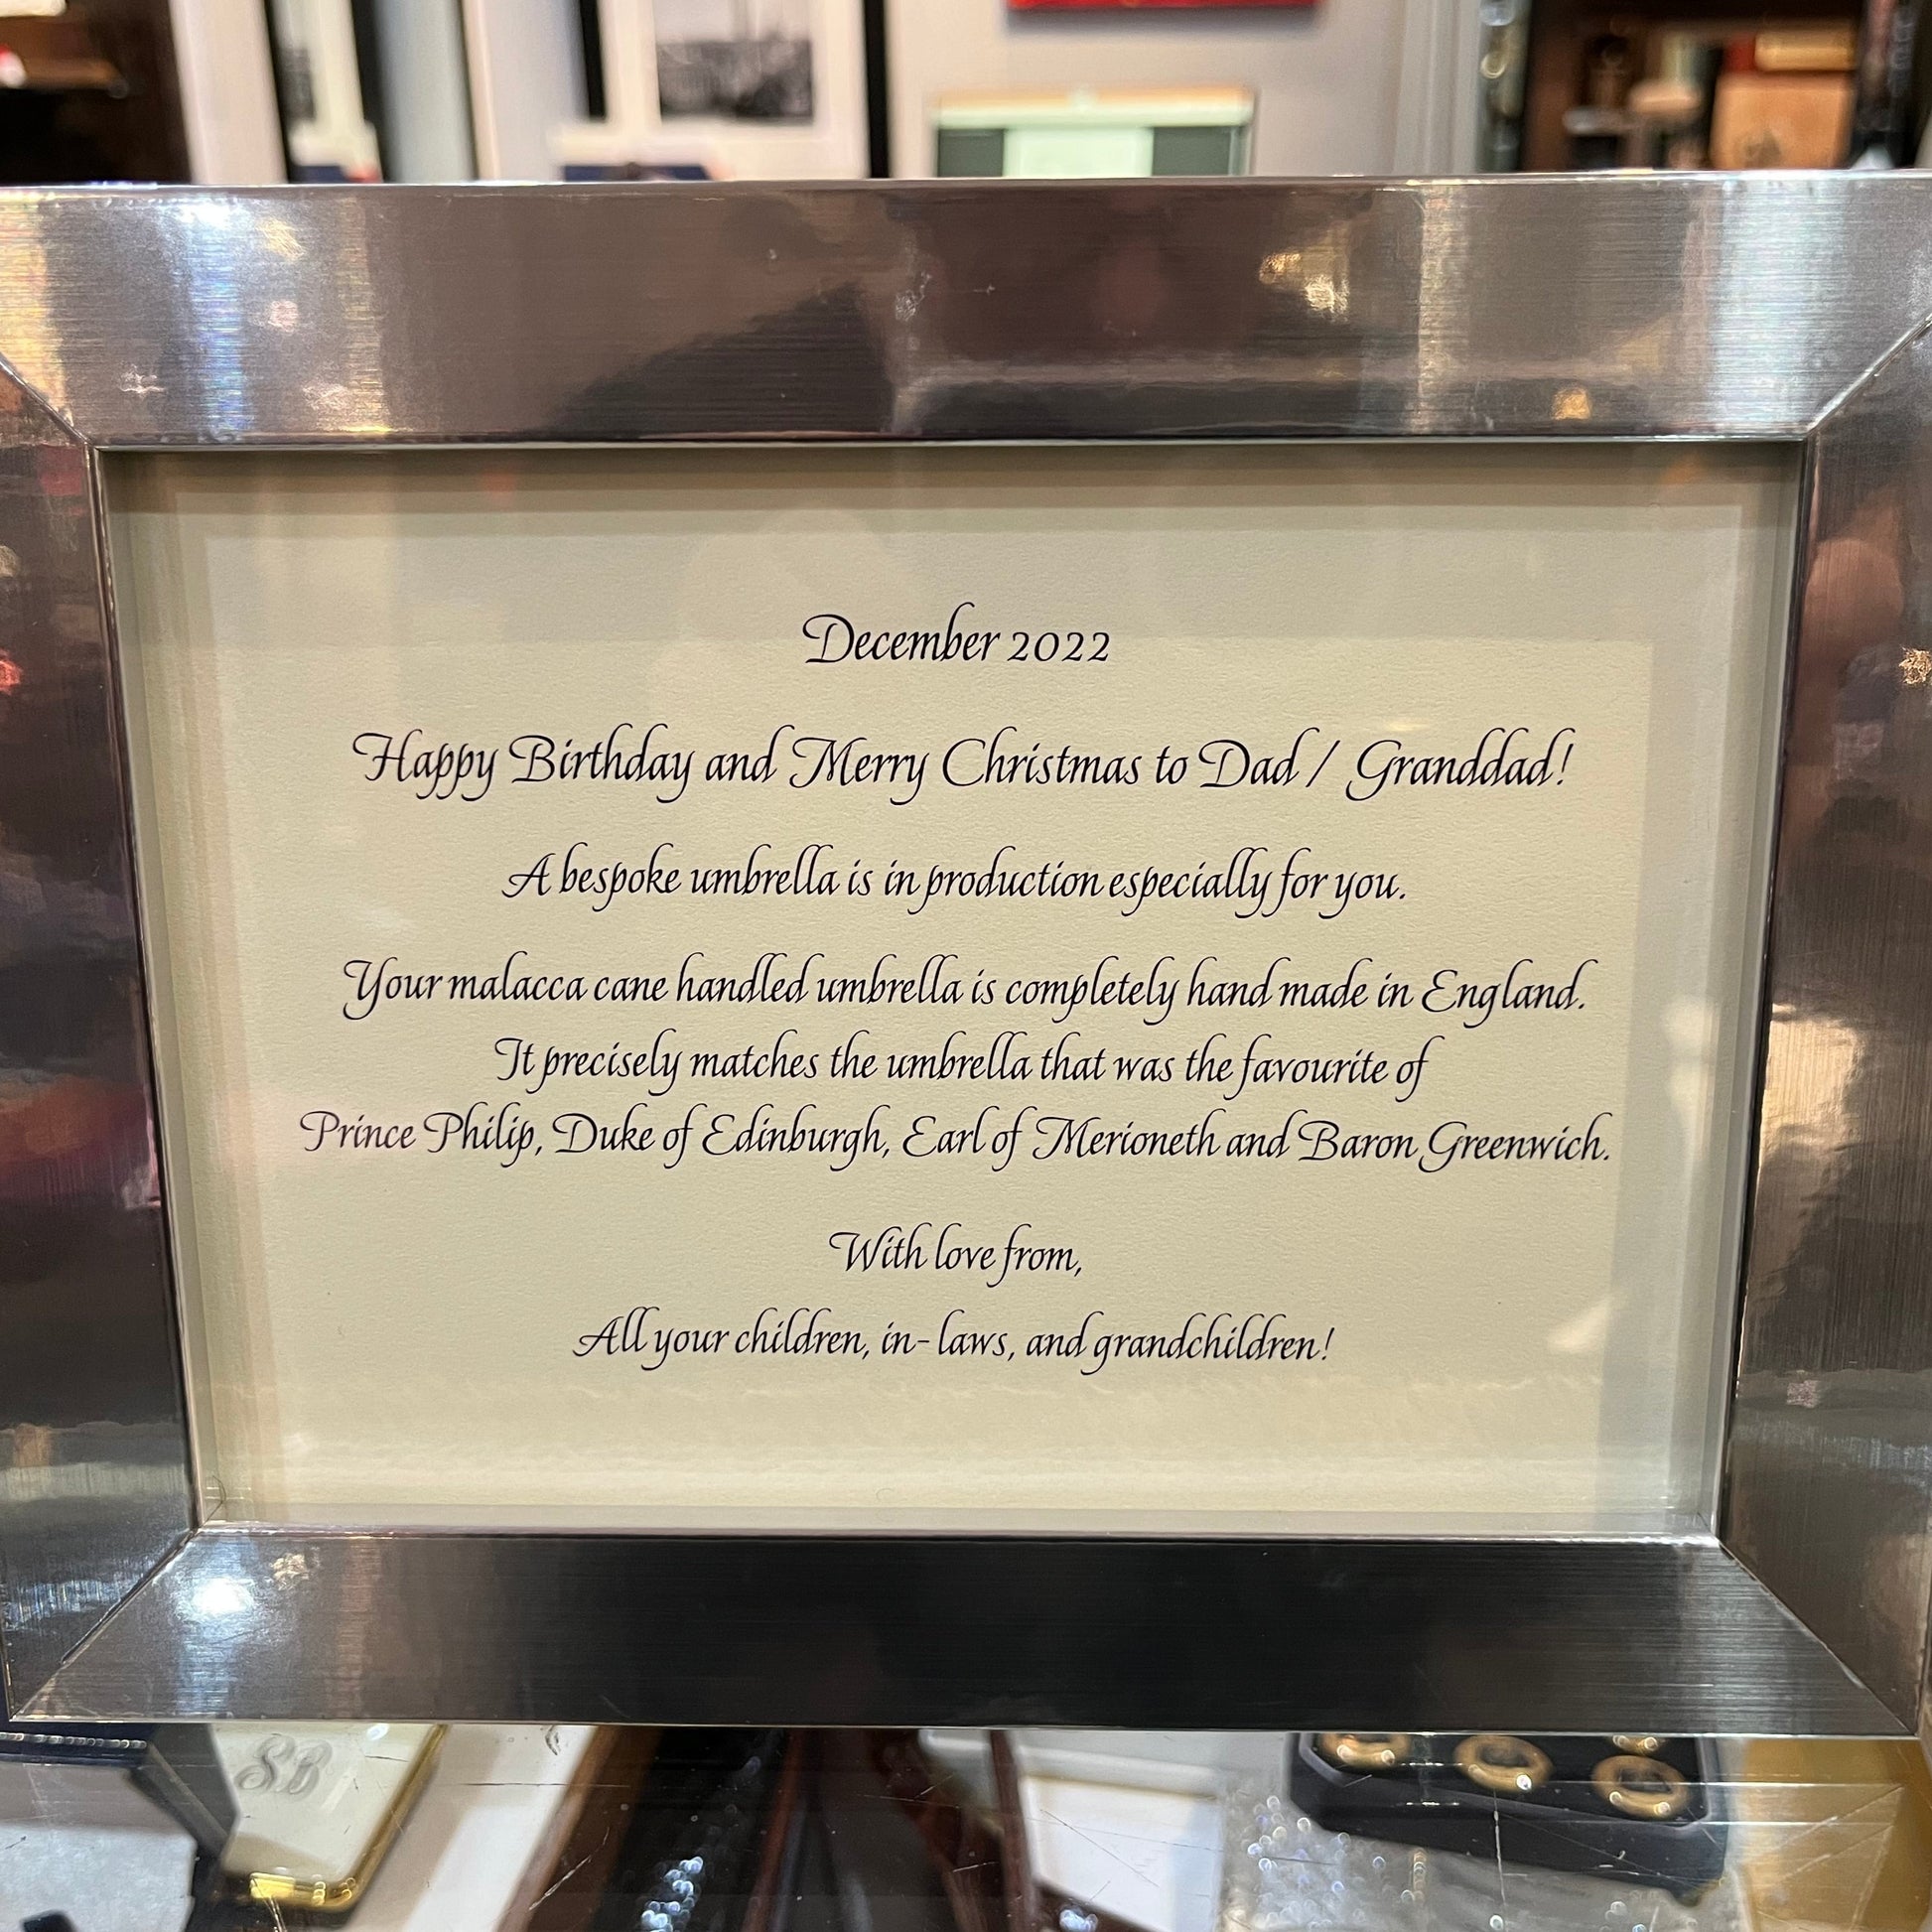 December 2022
Happy Birthday and Merry Christmas to Dad / Granddad!
A bespoke umbrella is in production especially for you.
Your malacca cane handled umbrella is completely hand made in England.
It precisely matches the umbrella that was the favourite of
Prince Philip, Duke of Edinburgh, Earl of Merioneth and Baron Greenwich.
With love from,
All your children, in-laws, and grandchildren!
SB